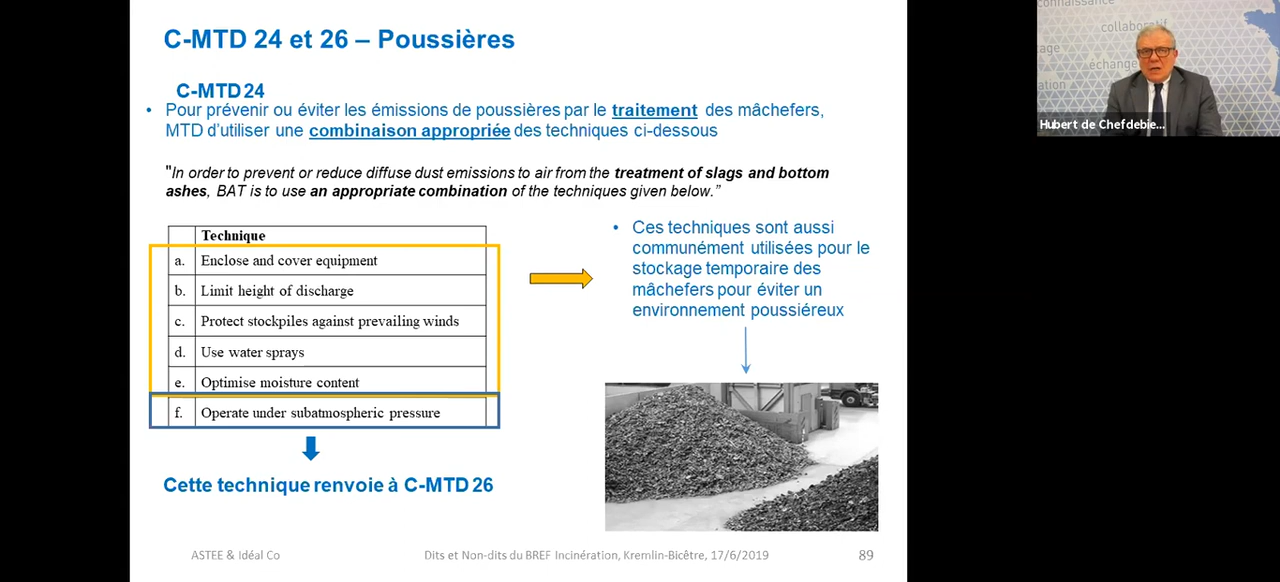 C-MTD 24 et 26 – Poussières
C-MTD 24
• Pour prévenir ou éviter les émissions de poussières par le traitement des mâchefers,
MTD d'utiliser une combinaison appropriée des techniques ci-dessous
"In order to prevent or reduce diffuse dust emissions to air from the treatment of slags and bottom
ashes, BAT is to use an appropriate combination of the techniques given below."
Technique
a. Enclose and cover equipment
b. Limit height of discharge
c. Protect stockpiles against prevailing winds
d. Use water sprays
e. Optimise moisture content
f. Operate under subatmospheric pressure
Cette technique renvoie à C-MTD 26
• Ces techniques sont aussi
communément utilisées pour le
stockage temporaire des
mâchefers pour éviter un
environnement poussiéreux
ASTEE & Idéal Co
Dits et Non-dits du BREF Incinération, Kremlin-Bicêtre, 17/6/2019
89
connaissance
collaboratif
échange
Hubert de Chefdebie...